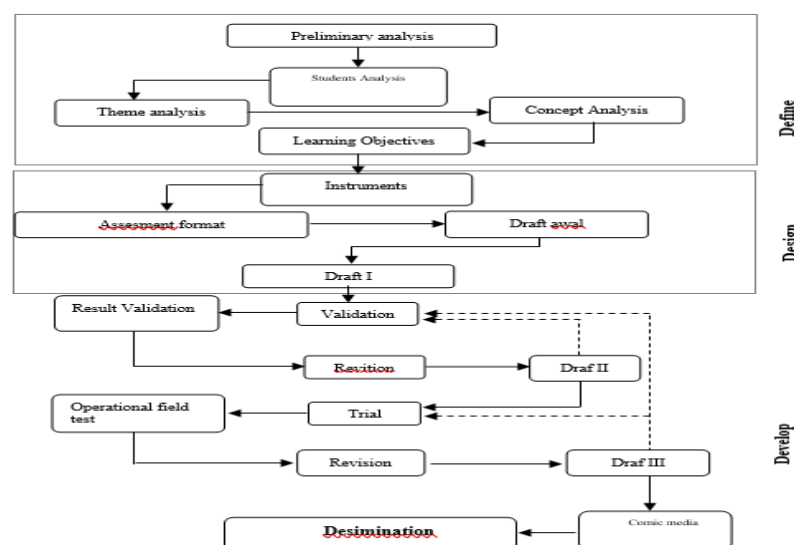 Preliminary analysis
Students Analysis
Theme analysis
Concept Analysis
Learning Objectives
Define
Instruments
Assesmant format
Draft awal
Draft I
Design
Result Validation
Validation
Revition
Draf II
Operational field
test
Trial
Revision
Draf III
Develop
Comic media
Desimination